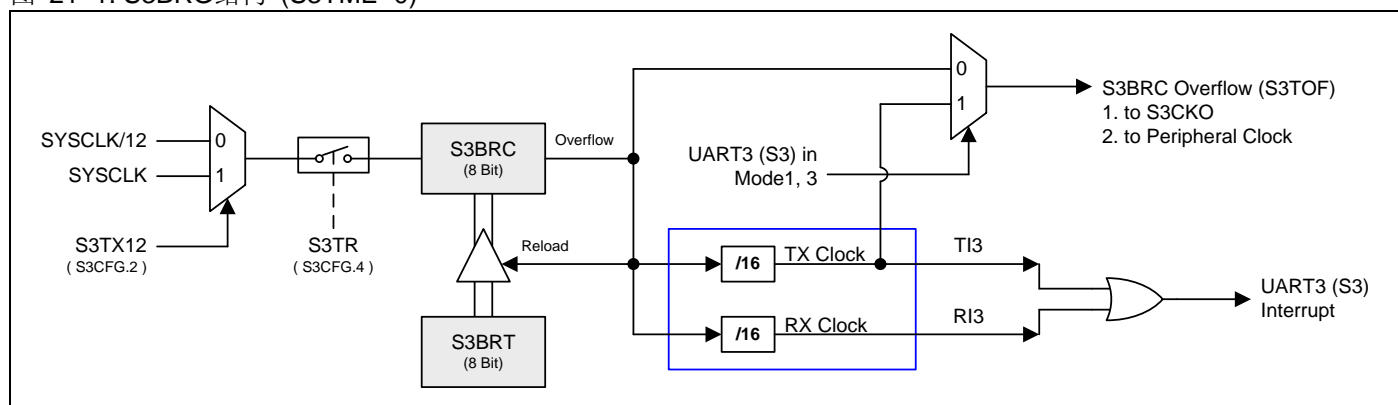 SYSCLK/12
SYSCLK
0
1
S3TX12
( S3CFG.2 )
S3TR
( S3CFG.4 )
S3BRC
(8 Bit)
Overflow
Reload
S3BRT
(8 Bit)
UART3 (S3) in
Mode1, 3
0
1
S3BRC Overflow (S3TOF)
1. to S3CKO
2. to Peripheral Clock
/16
TX Clock
TI3
/16
RX Clock
RI3
UART3 (S3)
Interrupt